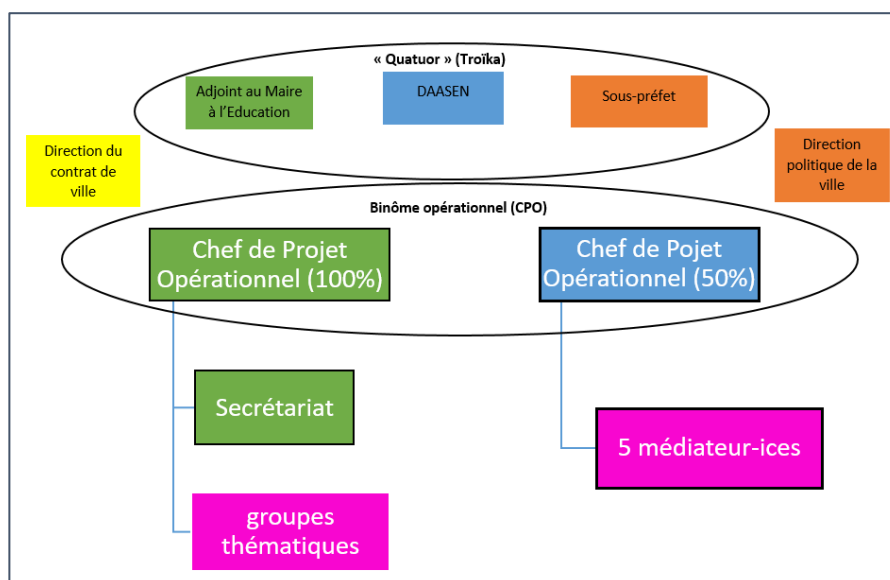 « Quatuor » (Troïka)
Adjoint au Maire
à l'Education
DAASEN
Sous-préfet
Direction du
contrat de
ville
Direction
politique de la
ville
Binôme opérationnel (CPO)
Chef de Projet
Opérationnel (100%)
Chef de Pojet
Opérationnel (50%)
Secrétariat
5 médiateur-ices
groupes
thématiques